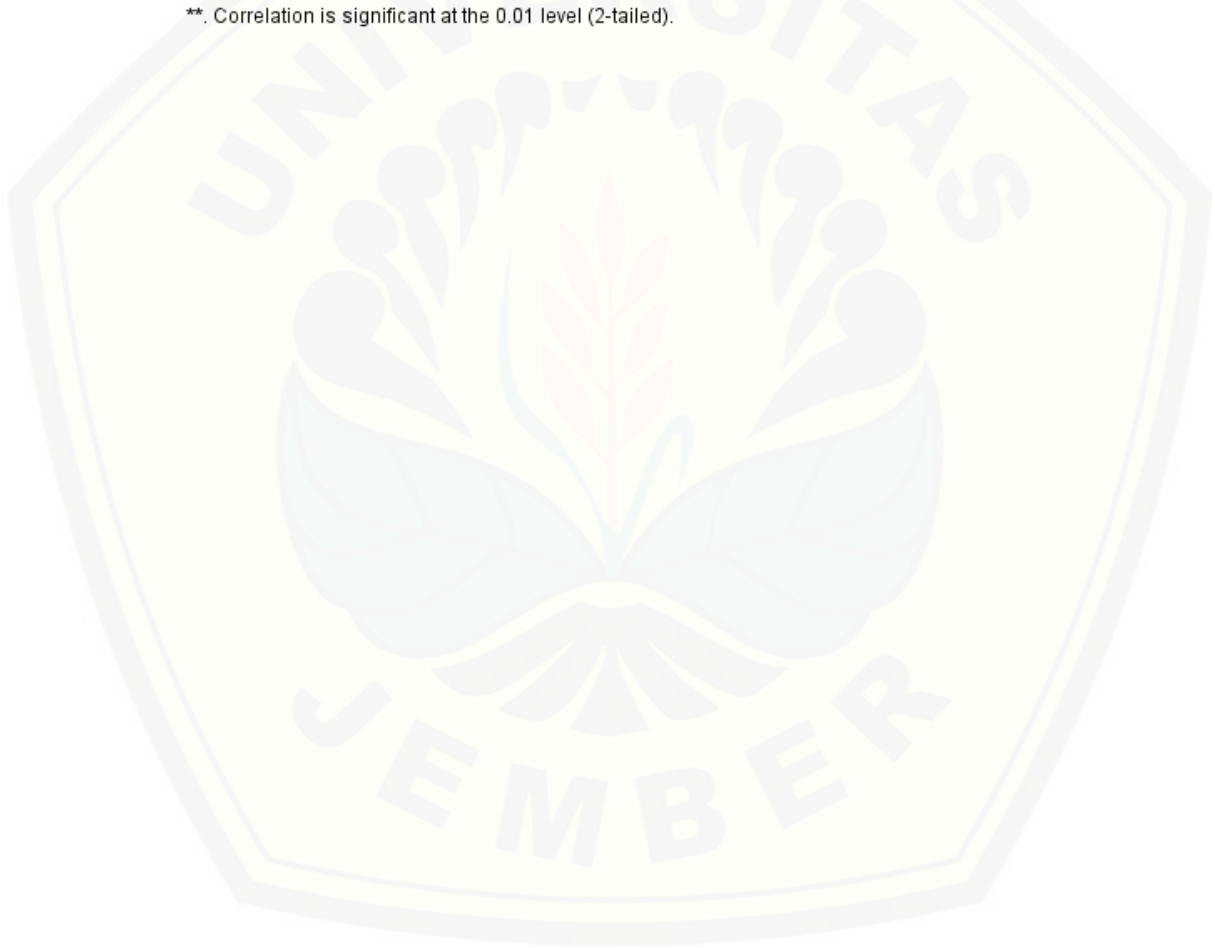 **. Correlation is significant at the 0.01 level (2-tailed).
UNIVERSITAS
JEMBER